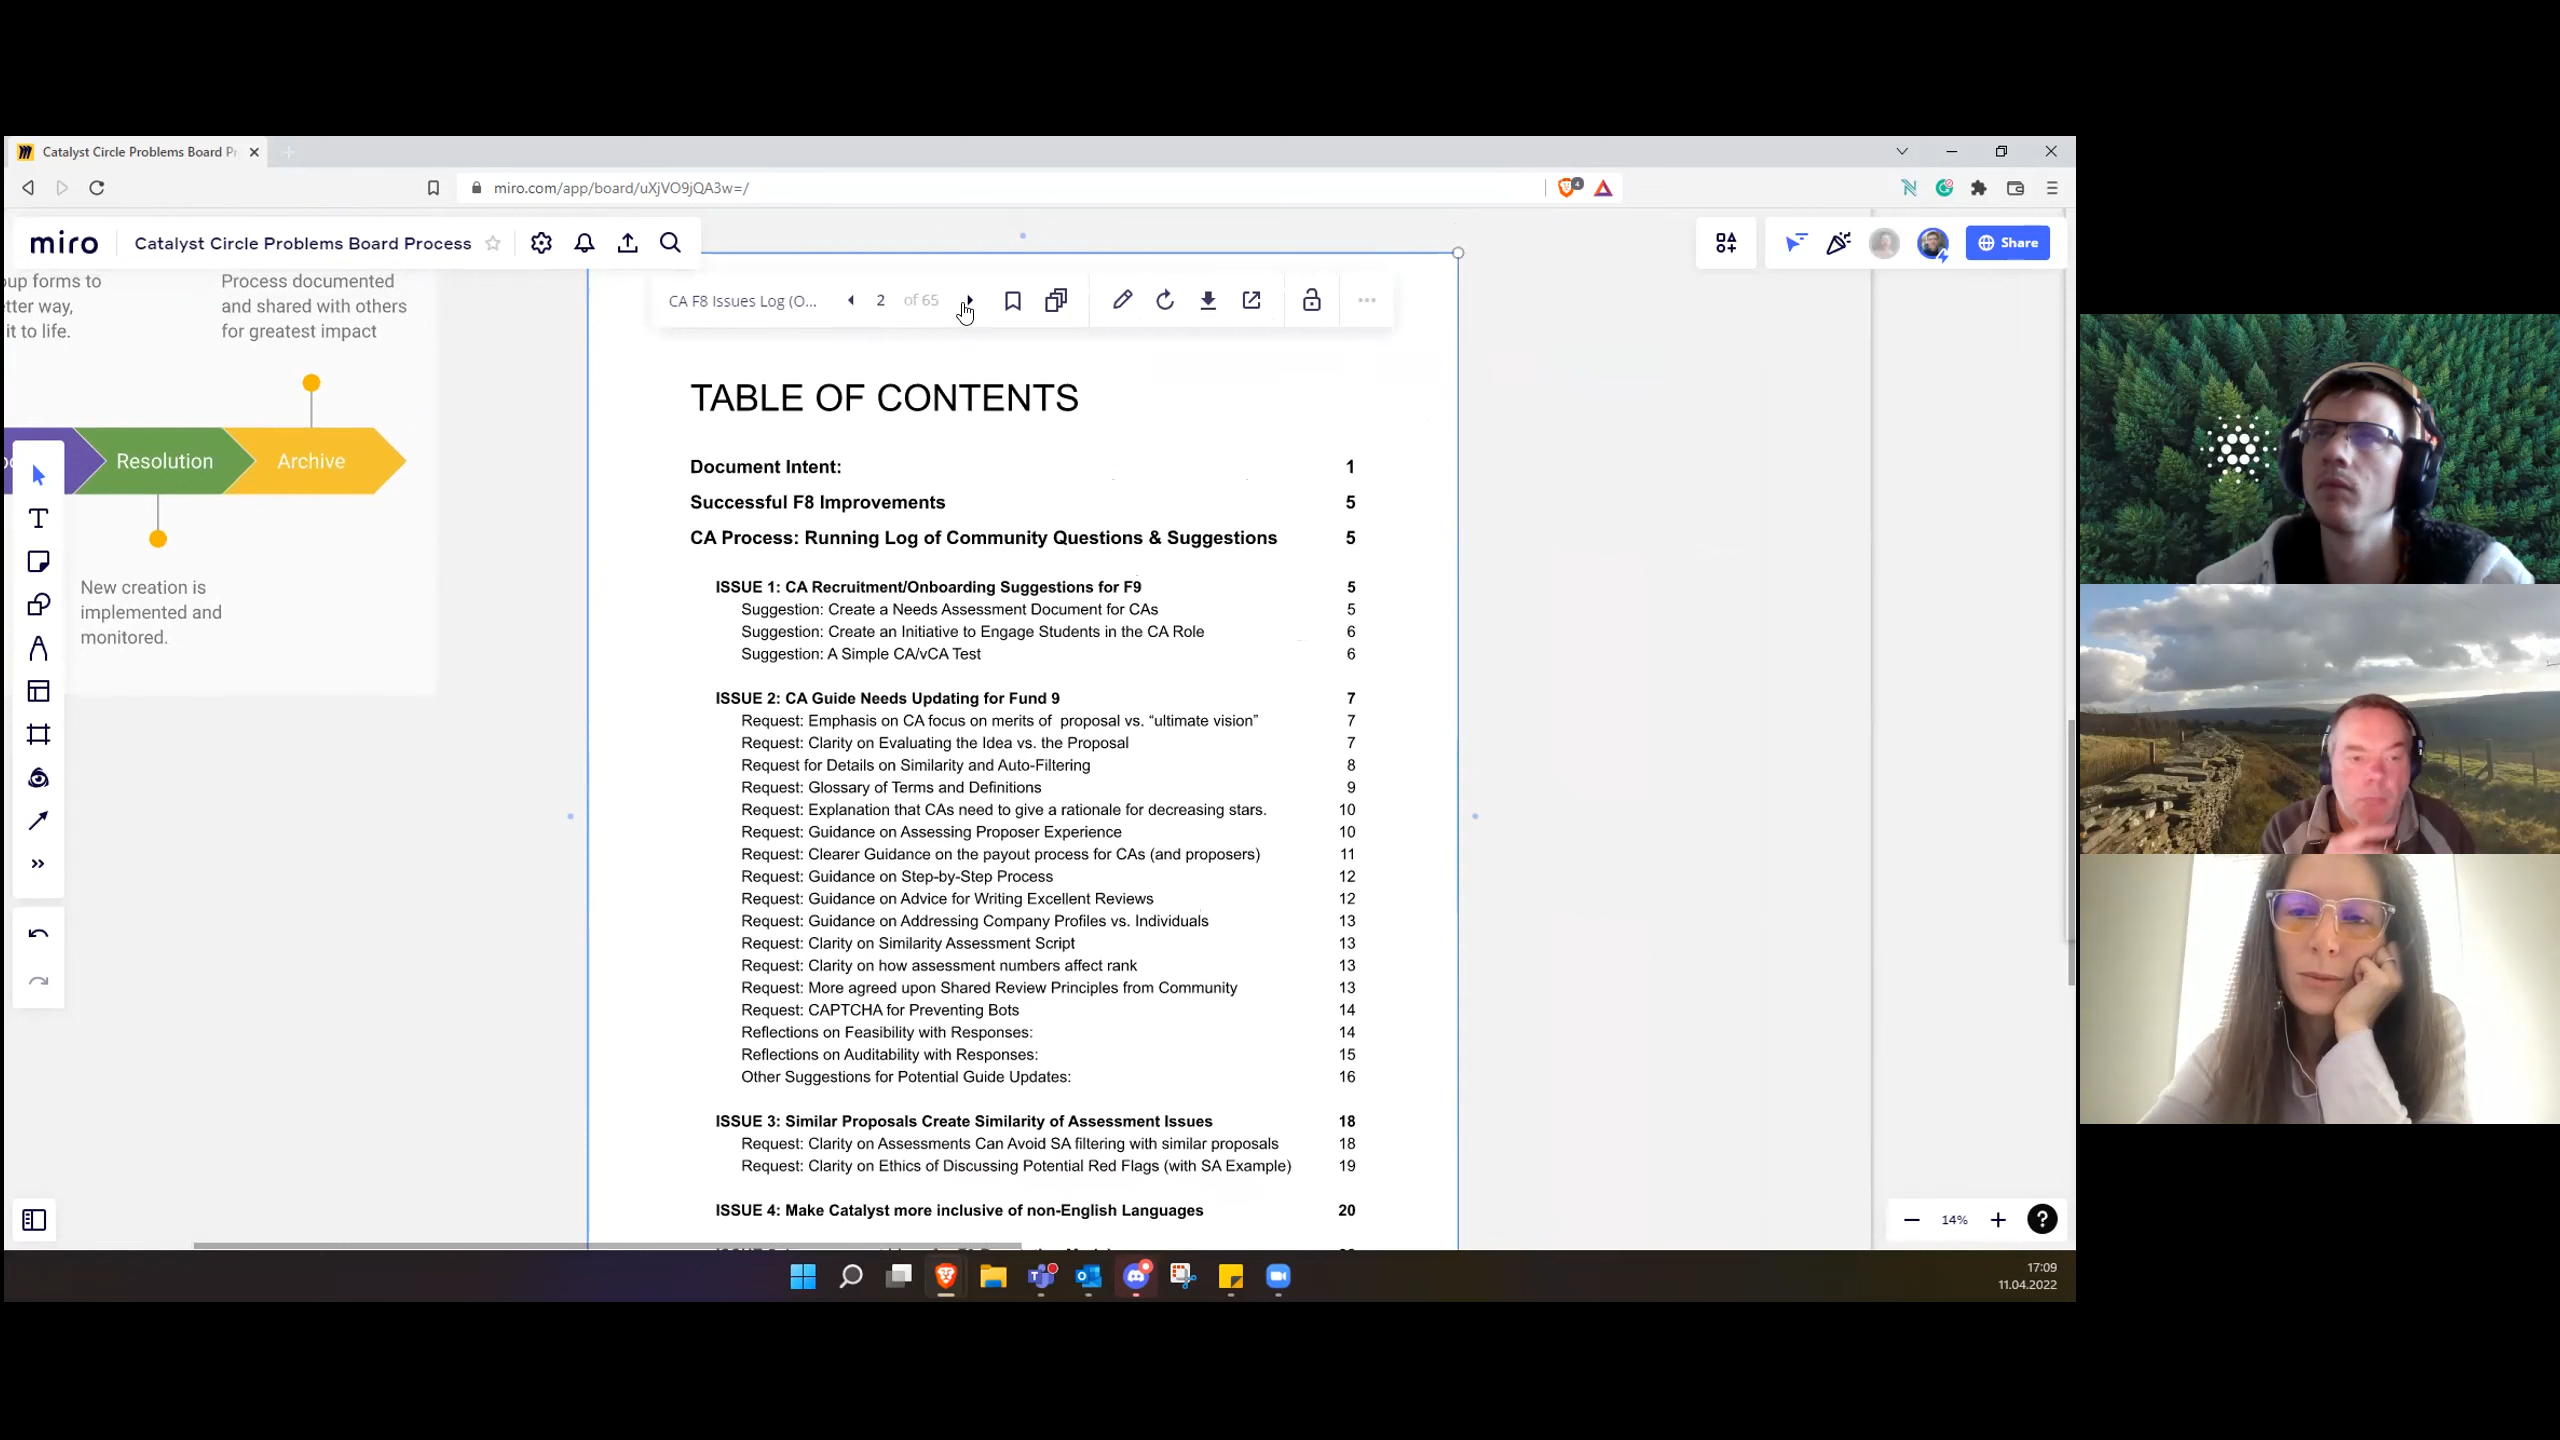 Catalyst Circle Problems Board Pr
miro.com/app/board/uXjVO9jQA3w=/
4
miro
Catalyst Circle Problems Board Process
Share
CA F8 Issues Log (O...
2 of 65
up forms to
tter way,
it to life.
Process documented
and shared with others
for greatest impact
Resolution
Archive
New creation is
implemented and
monitored.
TABLE OF CONTENTS
Document Intent: 1
Successful F8 Improvements 5
CA Process: Running Log of Community Questions & Suggestions 5
ISSUE 1: CA Recruitment/Onboarding Suggestions for F9 5
Suggestion: Create a Needs Assessment Document for CAs 5
Suggestion: Create an Initiative to Engage Students in the CA Role 6
Suggestion: A Simple CA/vCA Test 6
ISSUE 2: CA Guide Needs Updating for Fund 9 7
Request: Emphasis on CA focus on merits of proposal vs. “ultimate vision” 7
Request: Clarity on Evaluating the Idea vs. the Proposal 7
Request for Details on Similarity and Auto-Filtering 8
Request: Glossary of Terms and Definitions 9
Request: Explanation that CAs need to give a rationale for decreasing stars. 10
Request: Guidance on Assessing Proposer Experience 10
Request: Clearer Guidance on the payout process for CAs (and proposers) 11
Request: Guidance on Step-by-Step Process 12
Request: Guidance on Advice for Writing Excellent Reviews 12
Request: Guidance on Addressing Company Profiles vs. Individuals 13
Request: Clarity on Similarity Assessment Script 13
Request: Clarity on how assessment numbers affect rank 13
Request: More agreed upon Shared Review Principles from Community 13
Request: CAPTCHA for Preventing Bots 14
Reflections on Feasibility with Responses: 14
Reflections on Auditability with Responses: 15
Other Suggestions for Potential Guide Updates: 16
ISSUE 3: Similar Proposals Create Similarity of Assessment Issues 18
Request: Clarity on Assessments Can Avoid SA filtering with similar proposals 18
Request: Clarity on Ethics of Discussing Potential Red Flags (with SA Example) 19
ISSUE 4: Make Catalyst more inclusive of non-English Languages 20
14%
17:09
11.04.2022